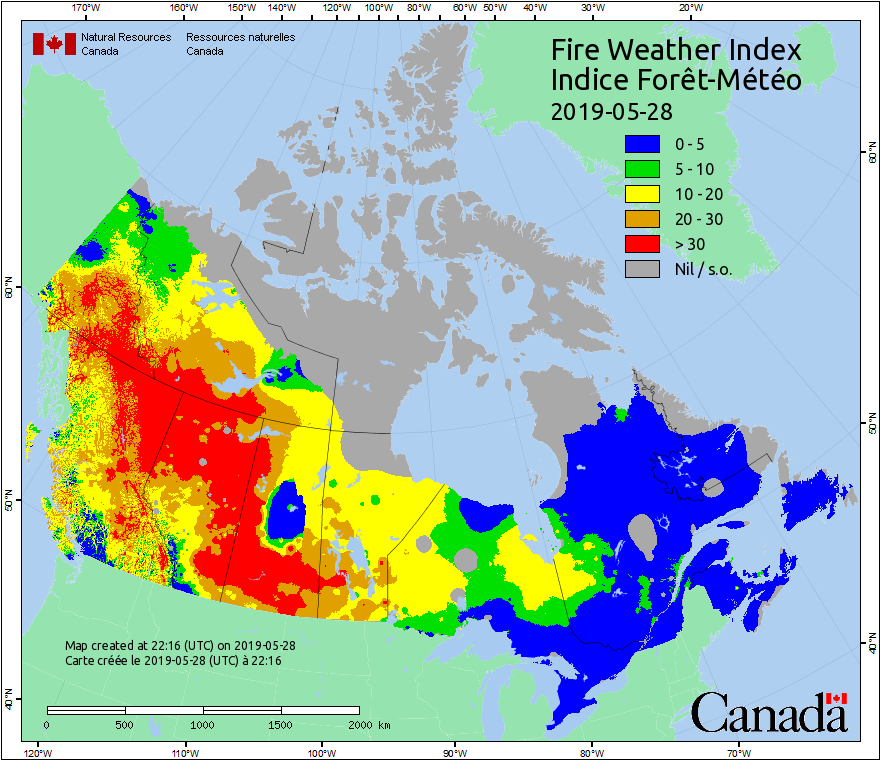 170°W 160°W 150°W 140°W 120°W 100°W 80°W 60°W 50°W 40°W 30°W 20°W
Natural Resources Ressources naturelles
Canada Canada
Fire Weather Index
Indice Forêt-Météo
2019-05-28
0 - 5
5 - 10
10 - 20
20 - 30
> 30
Nil / s.o.
60°N
60°N
50°N
50°N
40°N
40°N
Map created at 22:16 (UTC) on 2019-05-28
Carte créée le 2019-05-28 (UTC) à 22:16
0 500 1000 1500 2000 km
Canada
120°W 110°W 100°W 90°W 80°W 70°W